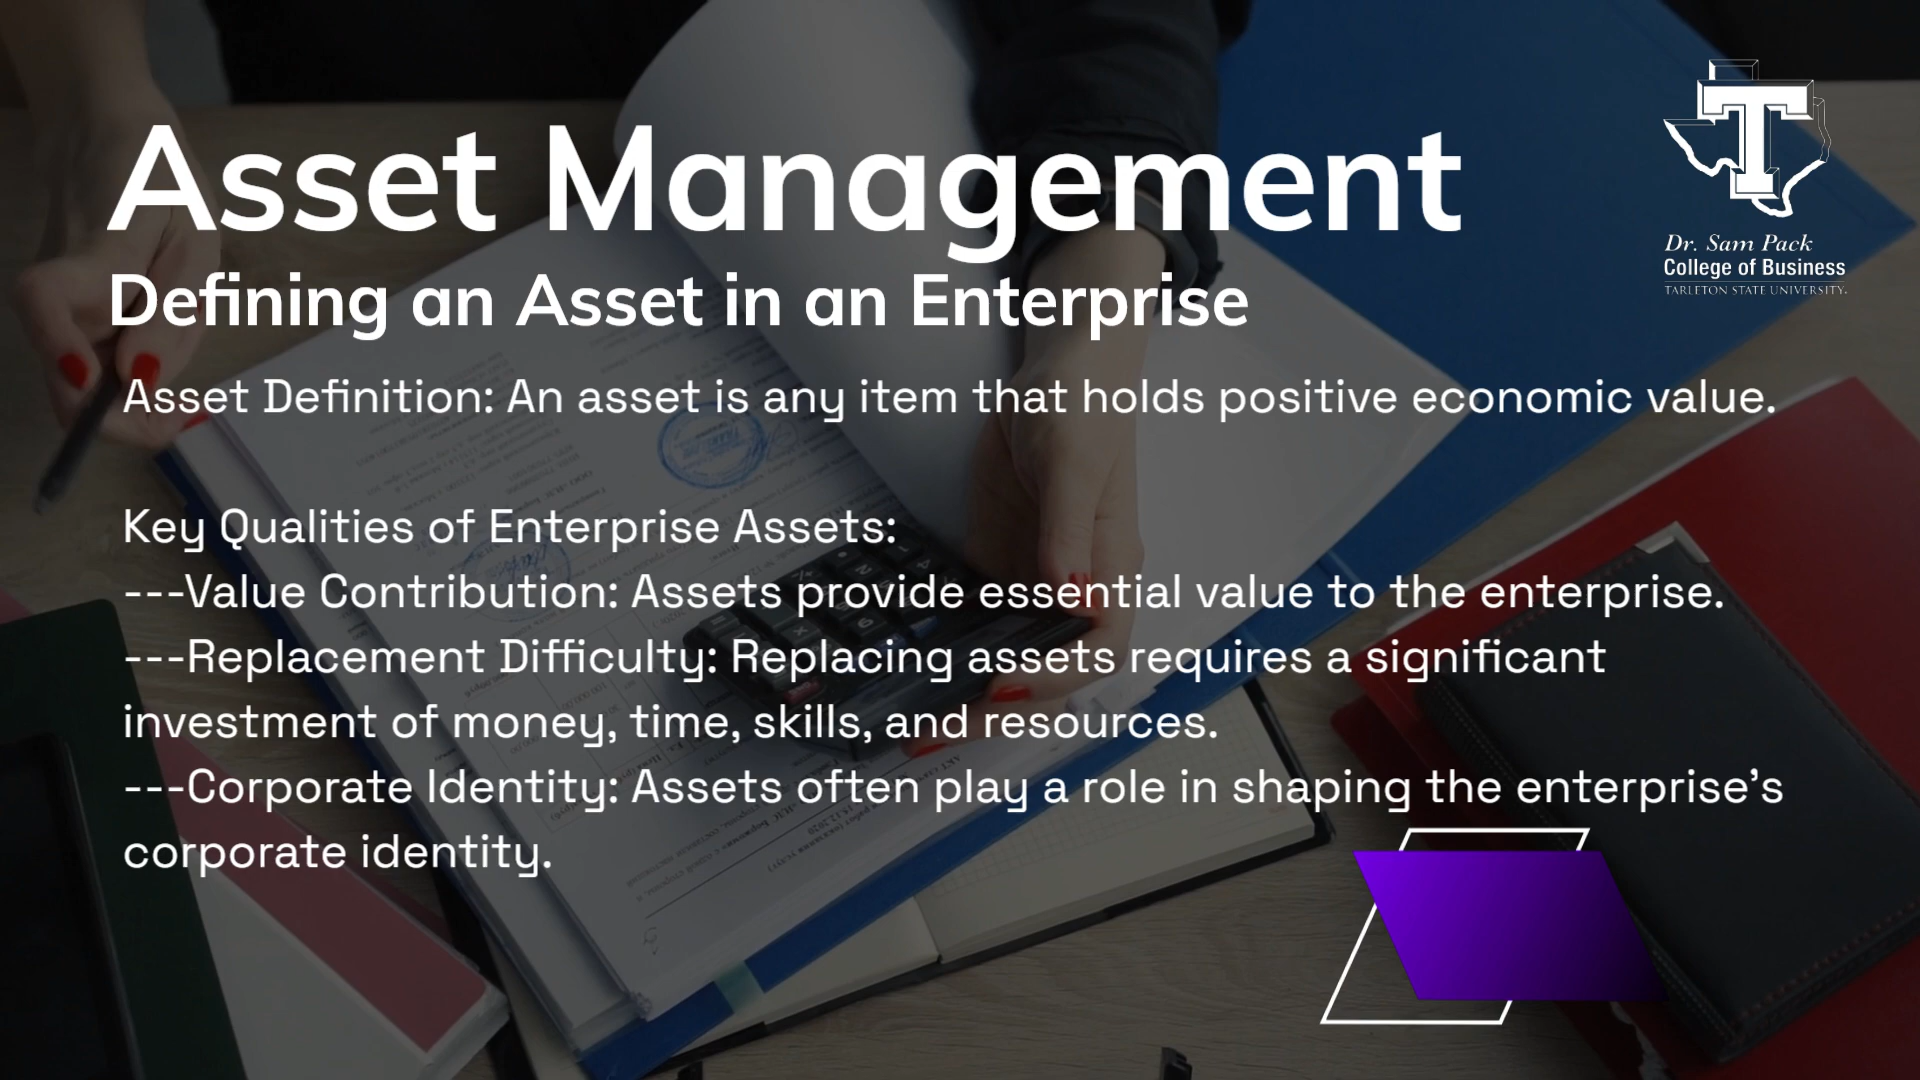 Asset Management
Defining an Asset in an Enterprise
Asset Definition: An asset is any item that holds positive economic value.
Key Qualities of Enterprise Assets:
---Value Contribution: Assets provide essential value to the enterprise.
---Replacement Difficulty: Replacing assets requires a significant
investment of money, time, skills, and resources.
---Corporate Identity: Assets often play a role in shaping the enterprise's
corporate identity.
T
Dr. Sam Pack
College of Business
TARLETON STATE UNIVERSITY.